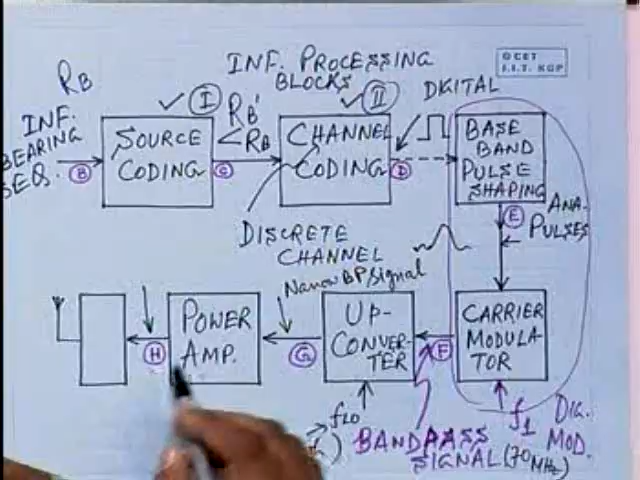 INF. PROCESSING
BLOCKS
© CET
I.I.T. KGP
RB
I
II
DIGITAL
INF.
BEARING
SEQ.
B
SOURCE
CODING
RB'
< RB
C
CHANNEL
CODING
D
BASE
BAND
PULSE
SHAPING
E
ANA.
PULSES
DISCRETE
CHANNEL
Narrow BP signal
POWER
AMP.
H
G
UP-
CONVERTER
TER
F
CARRIER
MODULA
TOR
fLO
f1
DIG.
MOD.
BANDPASS
SIGNAL (70 MHz)